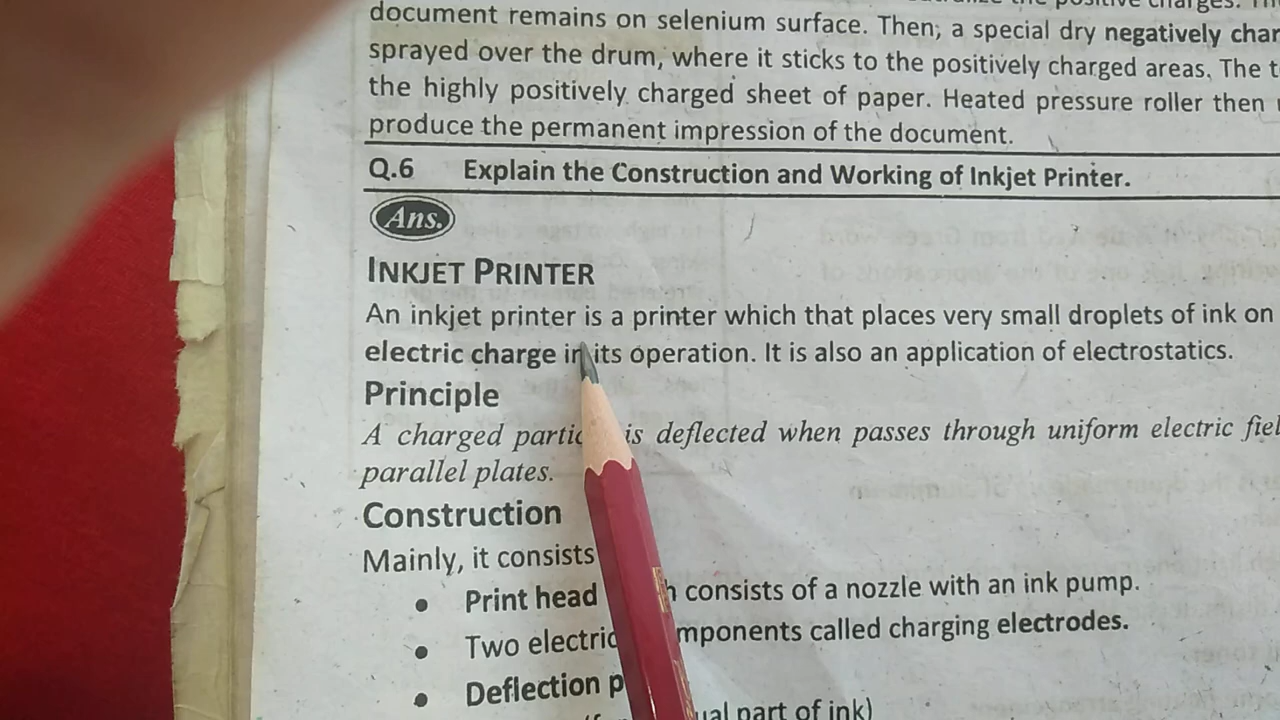 document remains on selenium surface. Then, a special dry negatively
sprayed over the drum, where it sticks to the positively charged areas. The
the highly positively charged sheet of paper. Heated pressure roller then
produce the permanent impression of the document.
Q.6 Explain the Construction and Working of Inkjet Printer.
Ans.
INKJET PRINTER
An inkjet printer is a printer which that places very small droplets of ink on
electric charge in its operation. It is also an application of electrostatics.
Principle
A charged is deflected when passes through uniform electric
parallel plates.
Construction
Mainly, it consists
Print head consists of a nozzle with an ink pump.
Two called charging electrodes.
Deflection
part of ink)